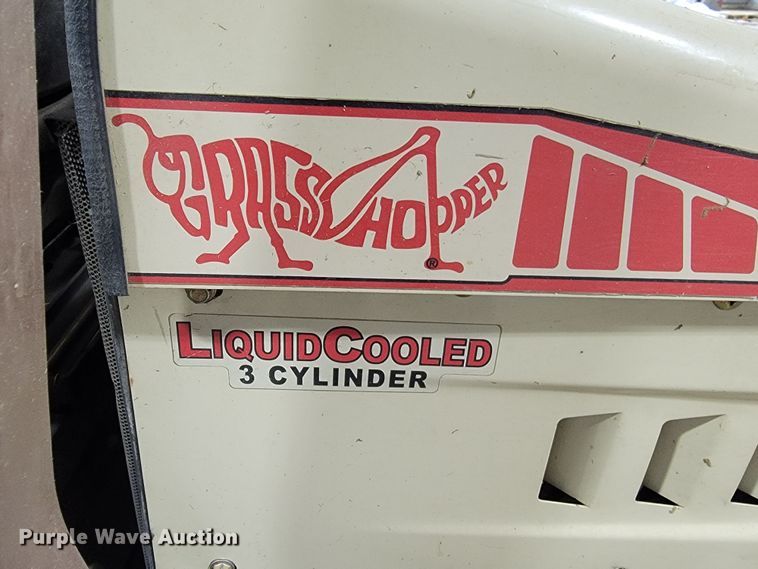 GRASSHOPPER
®
LIQUIDCOOLED
3 CYLINDER
Purple Wave Auction